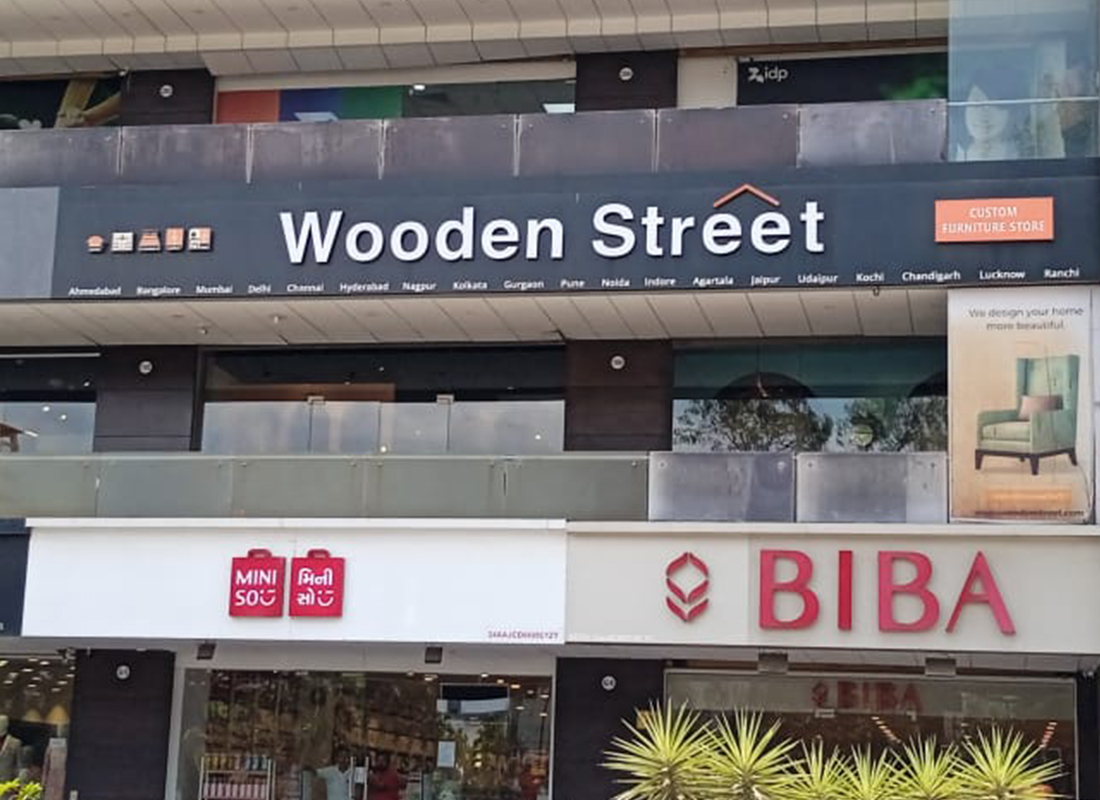 idp
Wooden Street
CUSTOM
FURNITURE STORE
Ahmedabad Bangalore Mumbai Delhi Chennai Hyderabad Nagpur Kolkata Gurgaon Pune Noida Indore Agartala Jaipur Udaipur Kochi Chandigarh Lucknow Ranchi
We design your home
more beautiful.
MINI
SO
મિની
સો
BIBA
BIBA